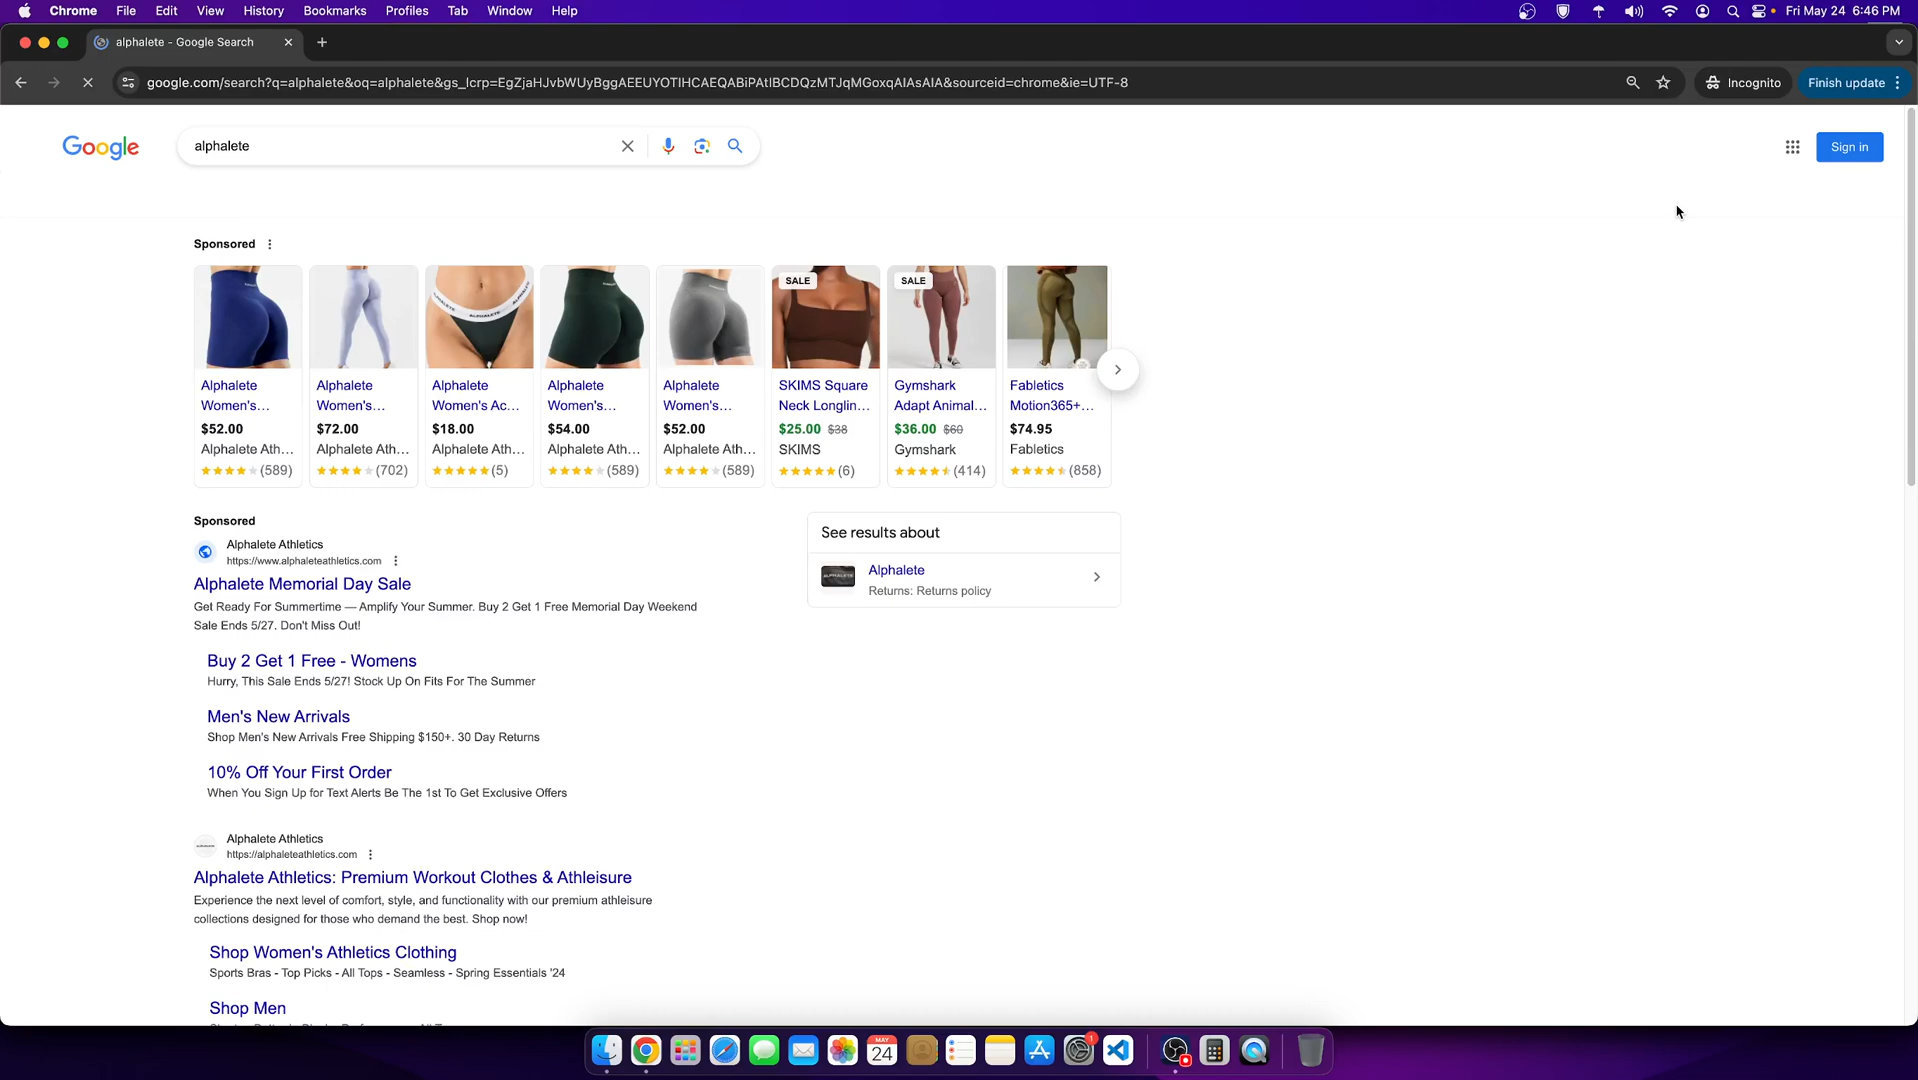 Chrome File Edit View History Bookmarks Profiles Tab Window Help Fri May 24 6:46 PM
alphalete - Google Search
google.com/search?q=alphalete&oq=alphalete&gs_lcrp=EgZjaHJvbWUyBggAEEUYOTIHCAEQABiPAtIBCDQzMTJqMGoxqAIAsAIA&sourceid=chrome&ie=UTF-8 Incognito Finish update
Google alphalete Sign in
Sponsored
SALE SALE
Alphalete Alphalete Alphalete Alphalete Alphalete SKIMS Square Gymshark Fabletics
Women's... Women's... Women's Ac... Women's... Women's... Neck Longlin... Adapt Animal... Motion365+...
$52.00 $72.00 $18.00 $54.00 $52.00 $25.00 $38 $36.00 $60 $74.95
Alphalete Ath... Alphalete Ath... Alphalete Ath... Alphalete Ath... Alphalete Ath... SKIMS Gymshark Fabletics
(589) (702) (5) (589) (589) (6) (414) (858)
Sponsored
Alphalete Athletics
https://www.alphaleteathletics.com
Alphalete Memorial Day Sale
Get Ready For Summertime — Amplify Your Summer. Buy 2 Get 1 Free Memorial Day Weekend
Sale Ends 5/27. Don't Miss Out!
Buy 2 Get 1 Free - Womens
Hurry, This Sale Ends 5/27! Stock Up On Fits For The Summer
Men's New Arrivals
Shop Men's New Arrivals Free Shipping $150+. 30 Day Returns
10% Off Your First Order
When You Sign Up for Text Alerts Be The 1st To Get Exclusive Offers
See results about
Alphalete
Returns: Returns policy
Alphalete Athletics
https://alphaleteathletics.com
Alphalete Athletics: Premium Workout Clothes & Athleisure
Experience the next level of comfort, style, and functionality with our premium athleisure
collections designed for those who demand the best. Shop now!
Shop Women's Athletics Clothing
Sports Bras - Top Picks - All Tops - Seamless - Spring Essentials '24
Shop Men
MAY
24
1